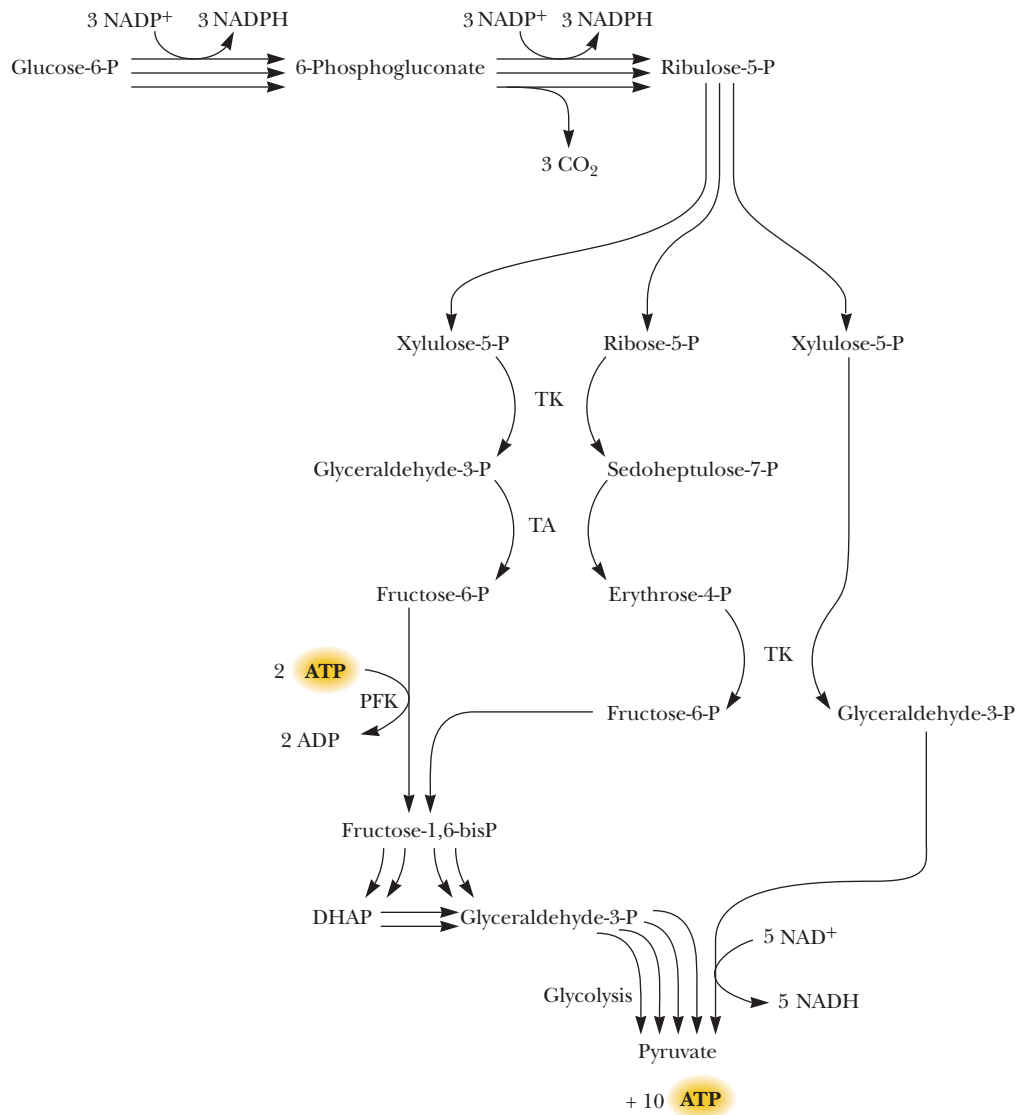 3 NADP+ 3 NADPH 3 NADP+ 3 NADPH
Glucose-6-P 6-Phosphogluconate Ribulose-5-P
3 CO2
Xylulose-5-P Ribose-5-P Xylulose-5-P
TK
Glyceraldehyde-3-P Sedoheptulose-7-P
TA
Fructose-6-P Erythrose-4-P
TK
2 ATP
PFK
Fructose-6-P Glyceraldehyde-3-P
2 ADP
Fructose-1,6-bisP
DHAP Glyceraldehyde-3-P
5 NAD+
Glycolysis 5 NADH
Pyruvate
+ 10 ATP